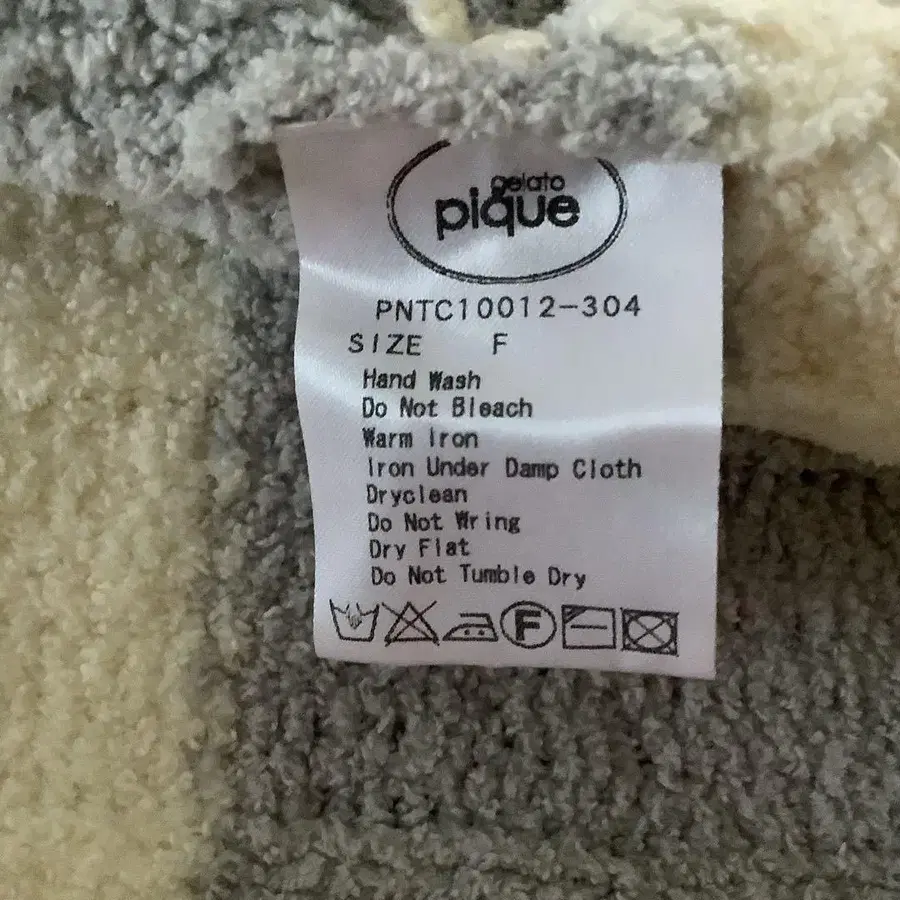 gelato
pique
PNTC10012-304
SIZE F
Hand Wash
Do Not Bleach
Warm Iron
Iron Under Damp Cloth
Dryclean
Do Not Wring
Dry Flat
Do Not Tumble Dry
F